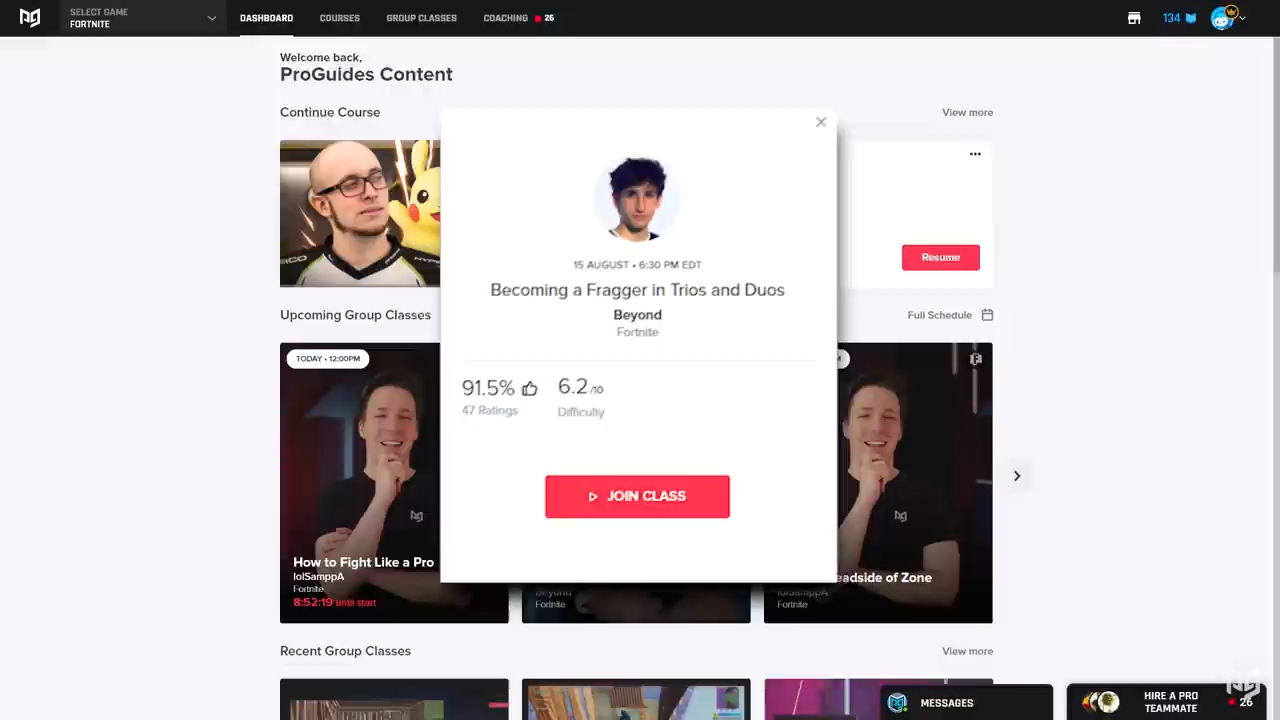 SELECT GAME
FORTNITE
DASHBOARD
COURSES
GROUP CLASSES
COACHING
26
134
Welcome back,
ProGuides Content
Continue Course
View more
Resume
15 AUGUST • 6:30 PM EDT
Becoming a Fragger in Trios and Duos
Beyond
Fortnite
91.5%
47 Ratings
6.2 /10
Difficulty
JOIN CLASS
Upcoming Group Classes
Full Schedule
TODAY • 12:00PM
How to Fight Like a Pro
lolSamppA
Fortnite
8:52:19 until start
Beyond
Fortnite
eadside of Zone
lolSamppA
Fortnite
Recent Group Classes
View more
MESSAGES
HIRE A PRO
TEAMMATE
26